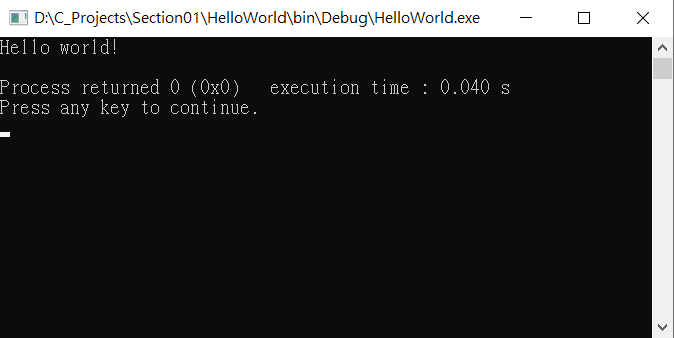 D:\C_Projects\Section01\HelloWorld\bin\Debug\HelloWorld.exe
Hello world!
Process returned 0 (0x0)   execution time : 0.040 s
Press any key to continue.